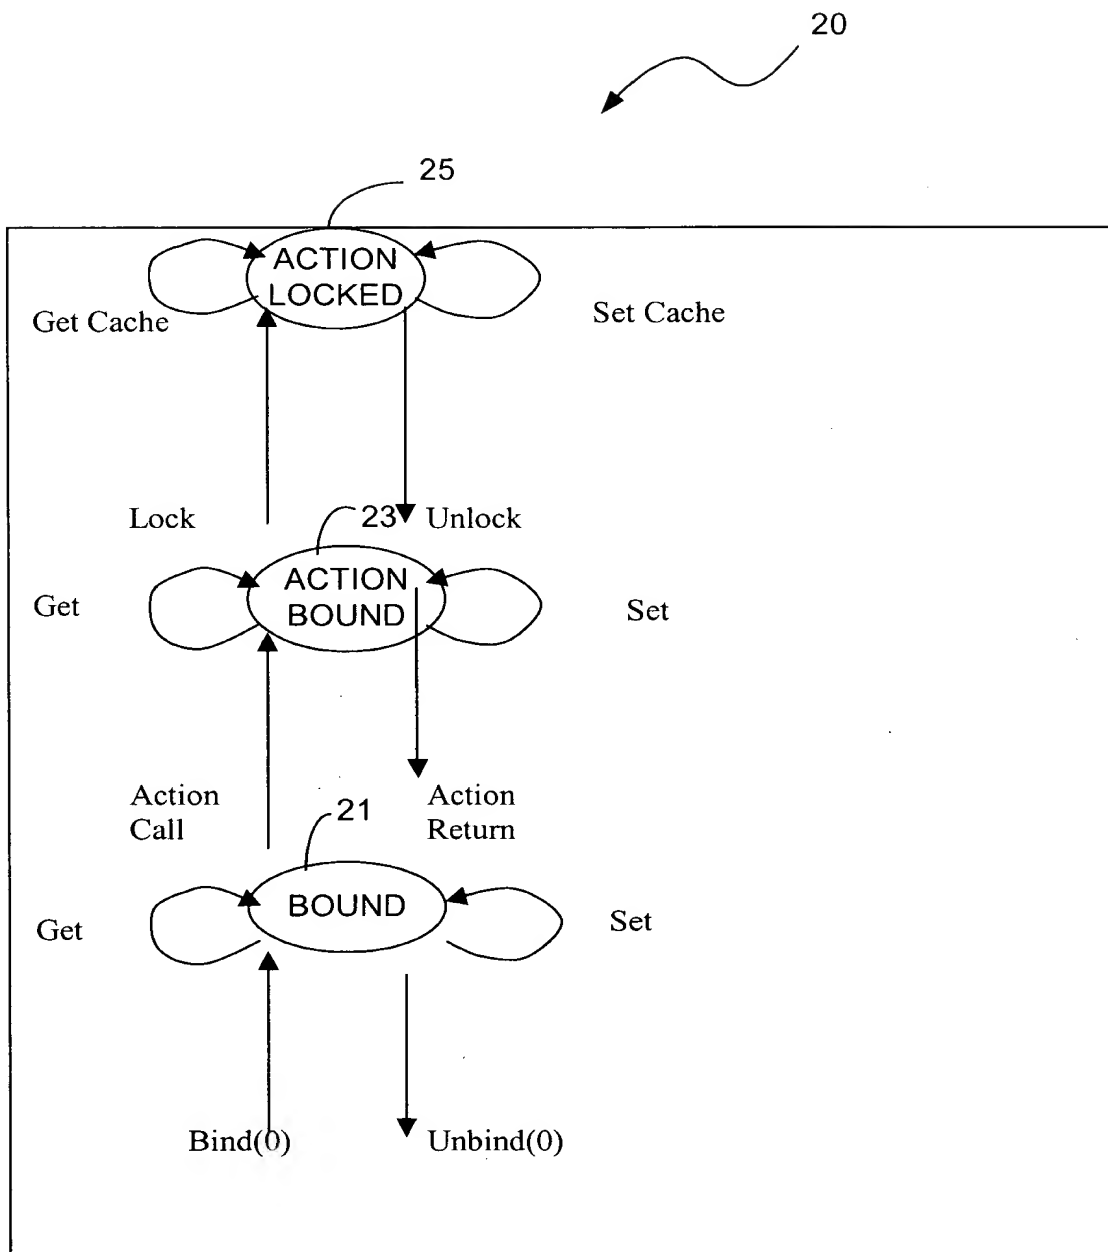 20
25
ACTION
LOCKED
Get Cache
Set Cache
Lock
23
Unlock
ACTION
BOUND
Get
Set
Action
Call
Action
Return
21
BOUND
Get
Set
Bind(0)
Unbind(0)